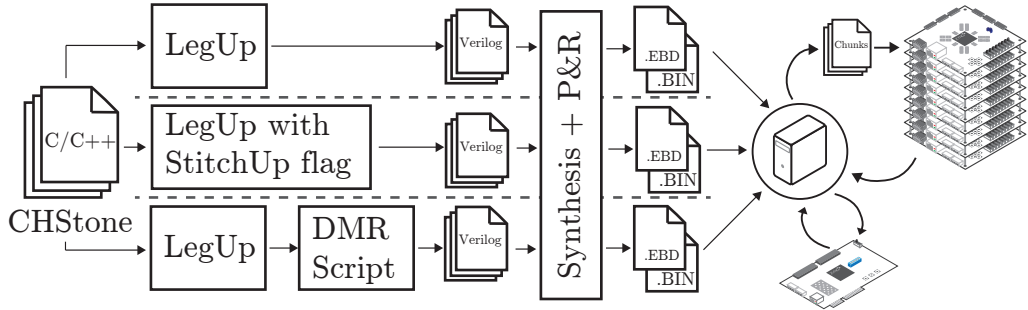 LegUp
Verilog
.EBD
.BIN
Chunks
C/C++
CHStone
LegUp with
StitchUp flag
Verilog
Synthesis + P&R
.EBD
.BIN
LegUp
DMR
Script
Verilog
.EBD
.BIN